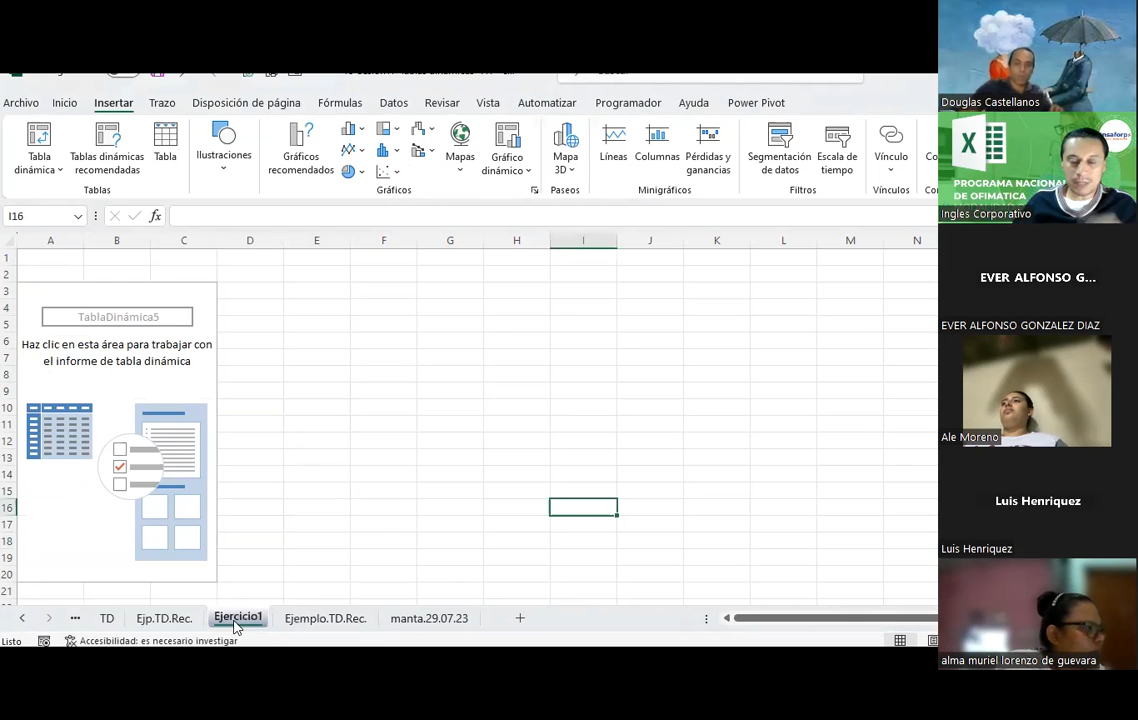 Archivo Inicio Insertar Trazo Disposición de página Fórmulas Datos Revisar Vista Automatizar Programador Ayuda Power Pivot
Tabla dinámica
Tablas dinámicas recomendadas
Tabla
Ilustraciones
Gráficos recomendados
Mapas
Gráfico dinámico
Mapa 3D
Líneas
Columnas
Pérdidas y ganancias
Segmentación de datos
Escala de tiempo
Vínculo
Tablas
Gráficos
Paseos
Minigráficos
Filtros
Vínculos
I16
fx
A B C D E F G H I J K L M N
1
2
3
4
5
6
7
8
9
10
11
12
13
14
15
16
17
18
19
20
21
TablaDinámica5
Haz clic en esta área para trabajar con
el informe de tabla dinámica
TD Ejp.TD.Rec. Ejercicio1 Ejemplo.TD.Rec. manta.29.07.23
Listo
Accesibilidad: es necesario investigar
Douglas Castellanos
PROGRAMA NACIONAL
DE OFIMÁTICA
Ingles Corporativo
EVER ALFONSO G...
EVER ALFONSO GONZALEZ DIAZ
Ale Moreno
Luis Henriquez
Luis Henriquez
alma muriel lorenzo de guevara